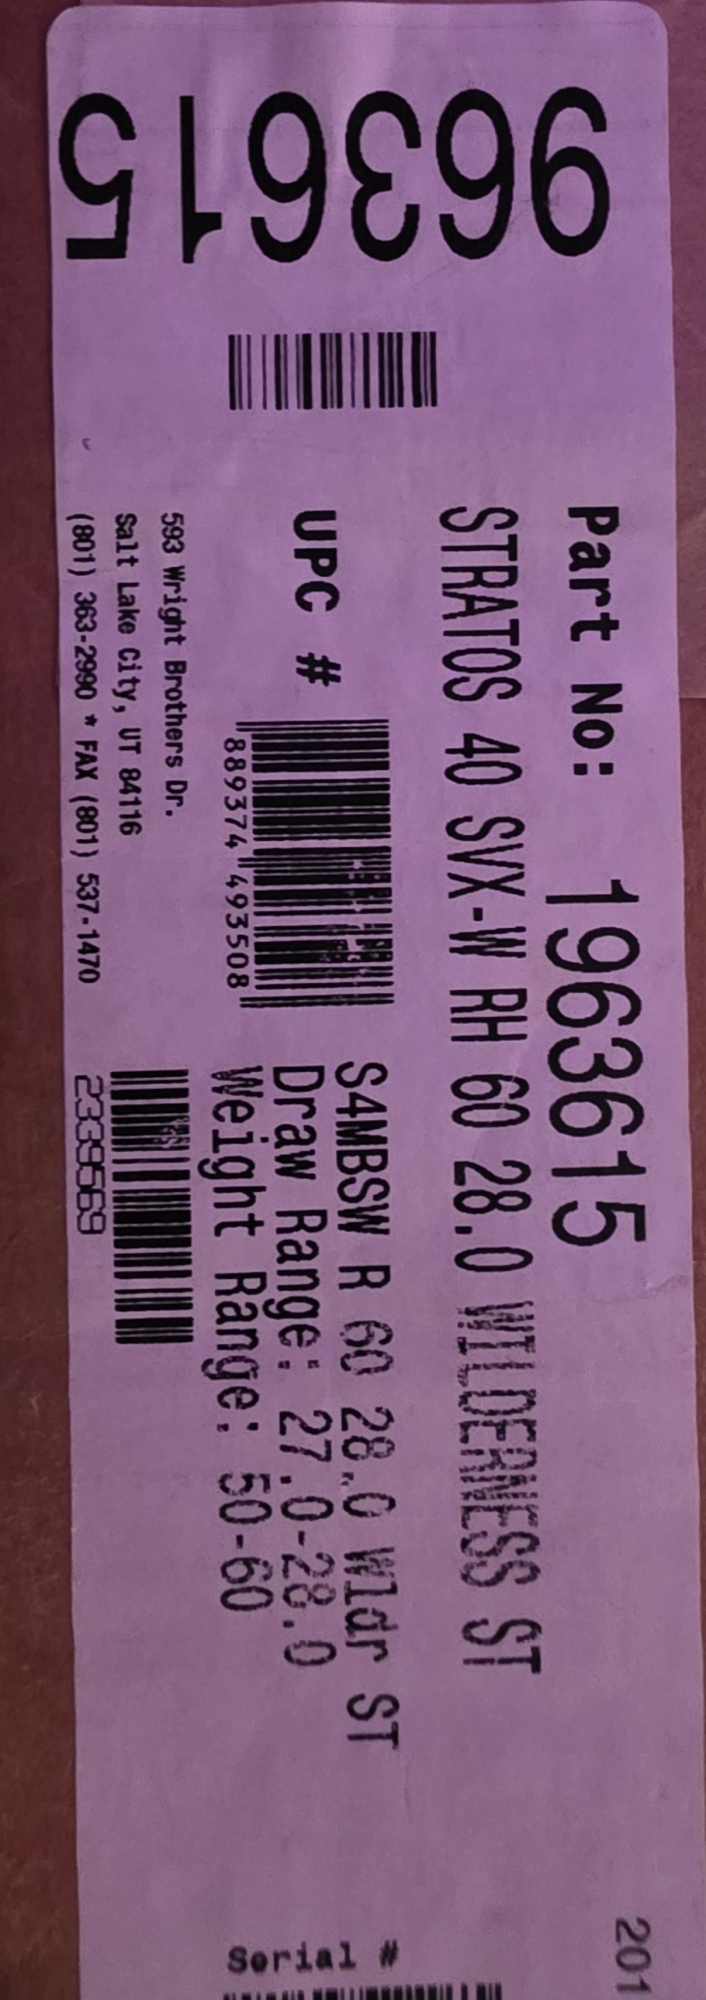 963615
Part No: 1963615
STRATOS 40 SVX-W RH 60 28.0 WILDERNESS ST
UPC #
889374 493508
S4MBSW R 60 28.0 Wldr ST
Draw Range: 27.0-28.0
Weight Range: 50-60
593 Wright Brothers Dr.
Salt Lake City, UT 84116
(801) 363-2990 * FAX (801) 537-1470
2339569
Serial #
201